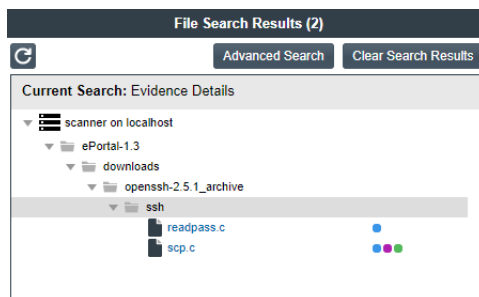 File Search Results (2)
Advanced Search Clear Search Results
Current Search: Evidence Details
scanner on localhost
ePortal-1.3
downloads
openssh-2.5.1_archive
ssh
readpass.c
scp.c